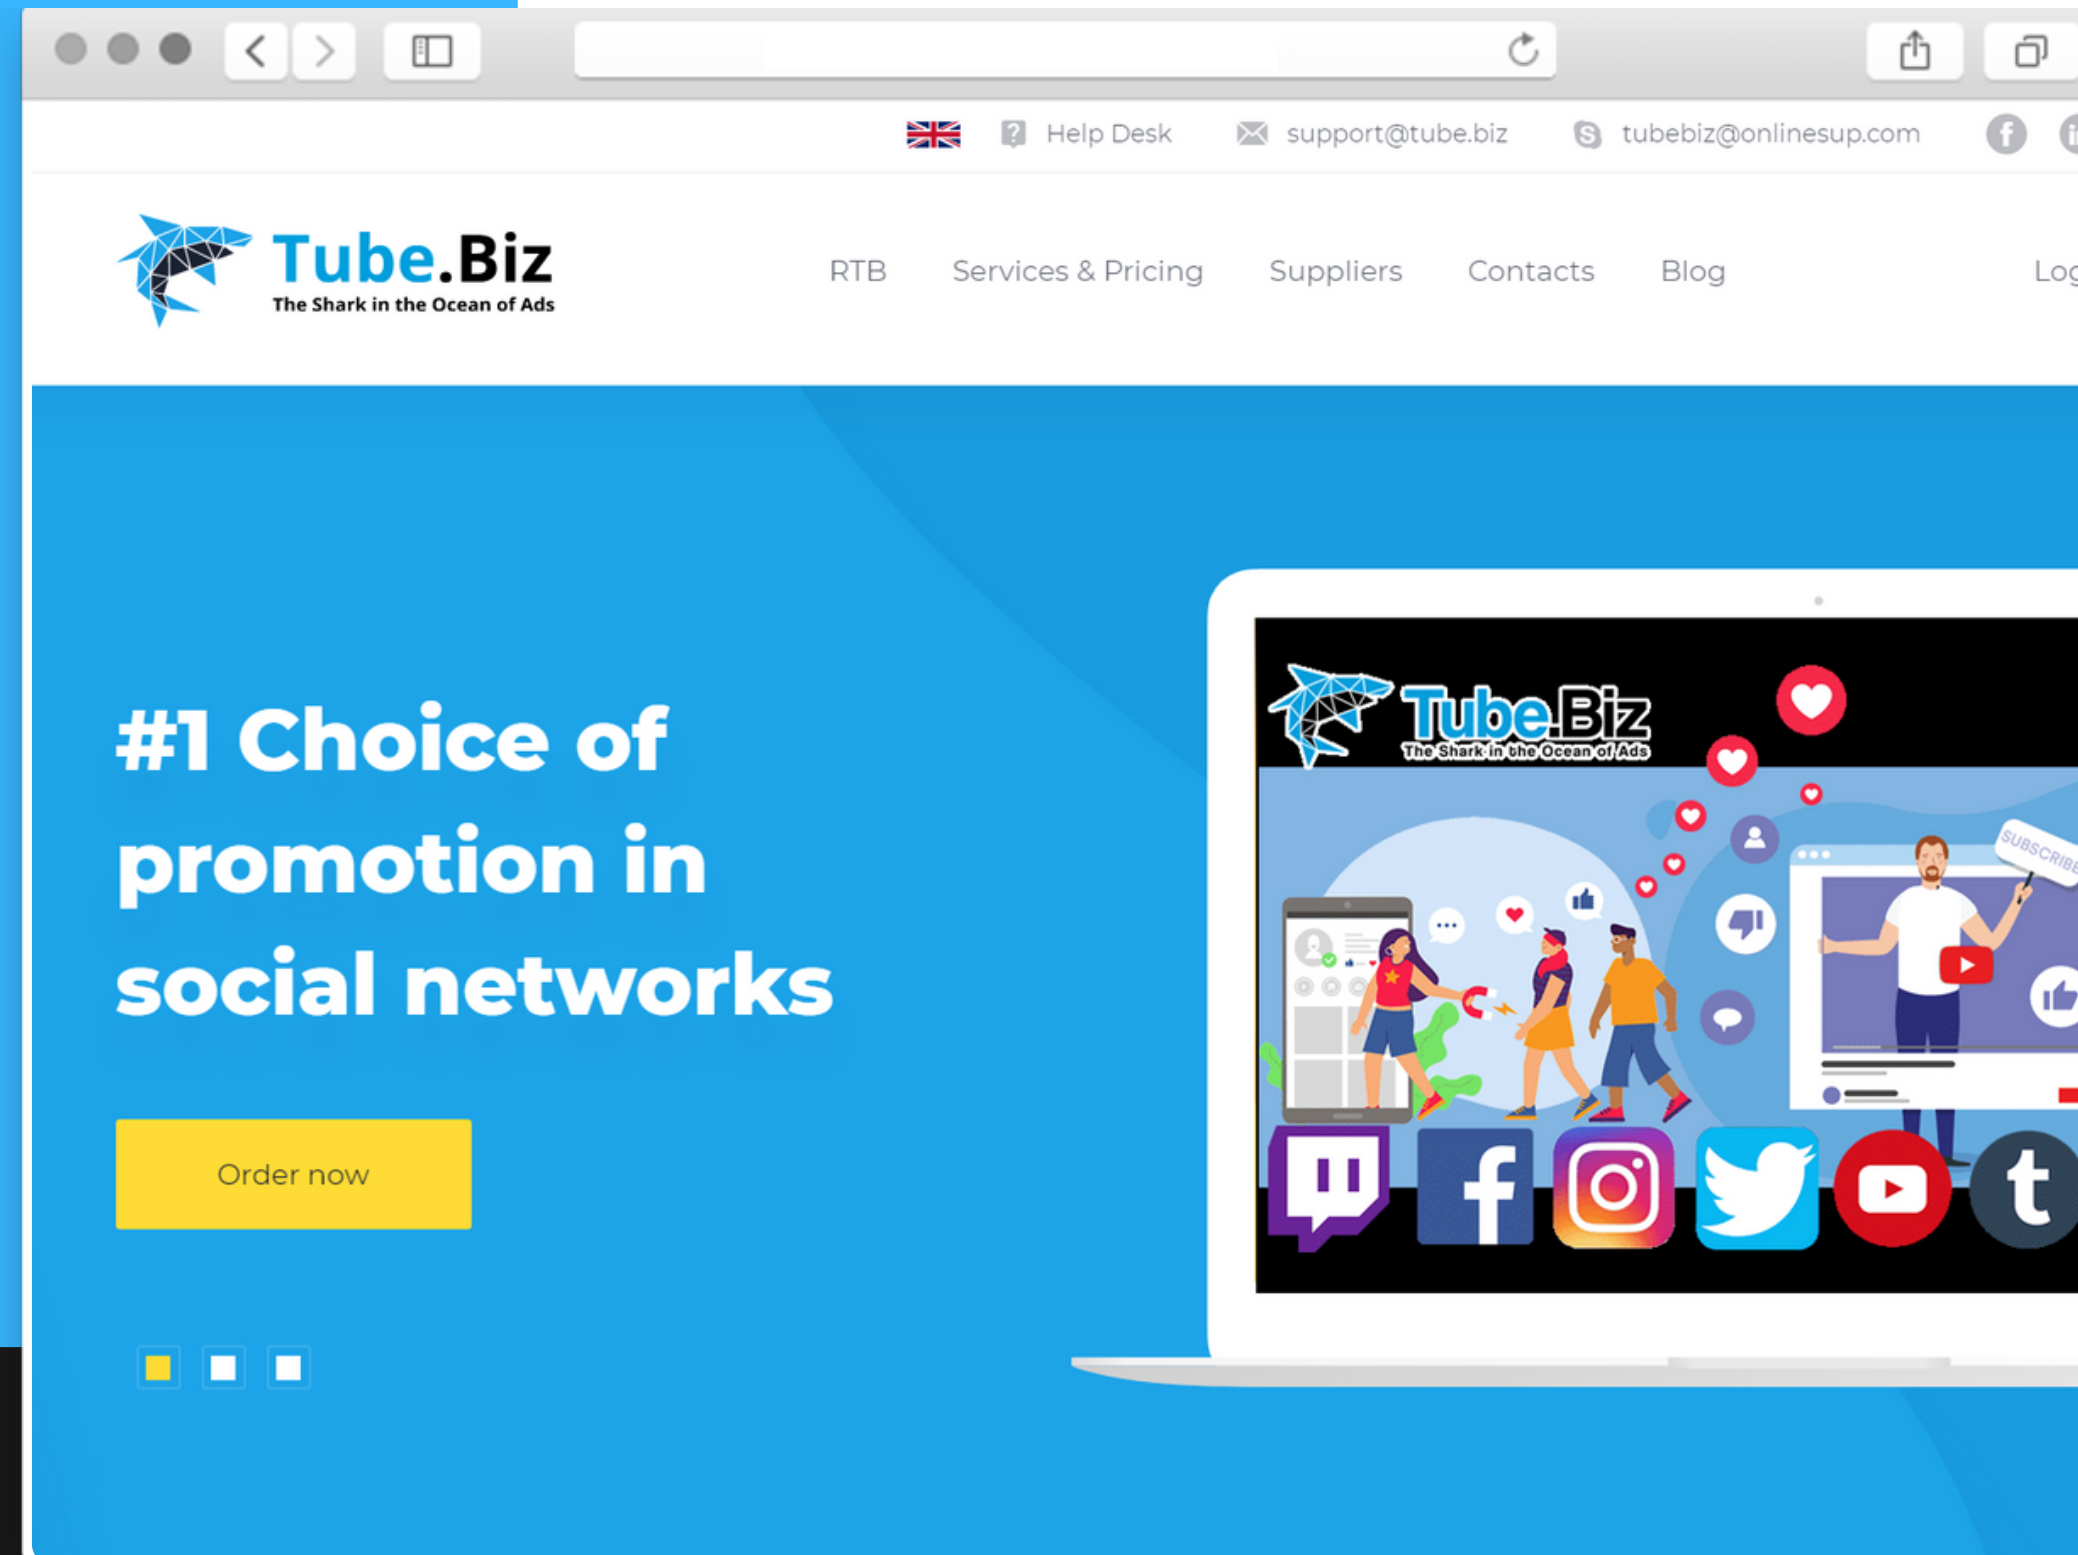 Help Desk
support@tube.biz
tubebiz@onlinesup.com
Tube.Biz
The Shark in the Ocean of Ads
RTB
Services & Pricing
Suppliers
Contacts
Blog
Log
#1 Choice of
promotion in
social networks
Order now
Tube.Biz
The Shark in the Ocean of Ads
SUBSCRIBE